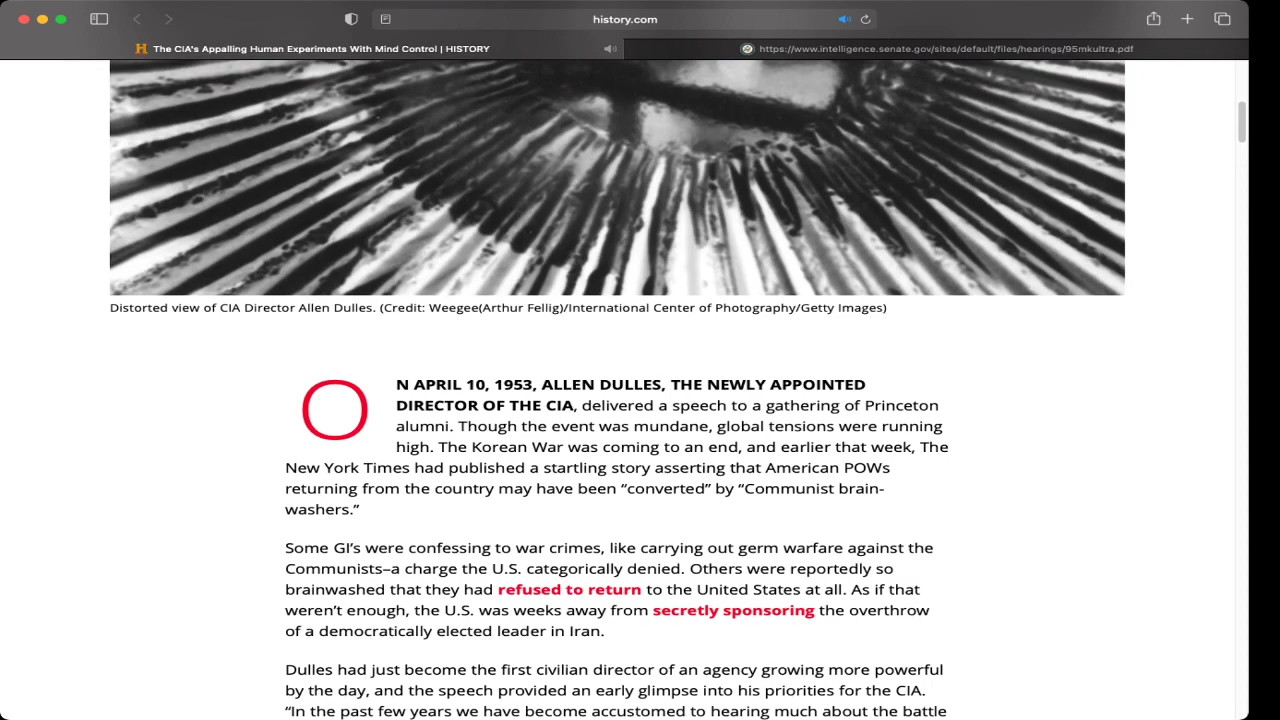 history.com
The CIA's Appalling Human Experiments With Mind Control | HISTORY
https://www.intelligence.senate.gov/sites/default/files/hearings/95mkultra.pdf
Distorted view of CIA Director Allen Dulles. (Credit: Weegee(Arthur Fellig)/International Center of Photography/Getty Images)
ON APRIL 10, 1953, ALLEN DULLES, THE NEWLY APPOINTED
DIRECTOR OF THE CIA, delivered a speech to a gathering of Princeton
alumni. Though the event was mundane, global tensions were running
high. The Korean War was coming to an end, and earlier that week, The
New York Times had published a startling story asserting that American POWs
returning from the country may have been “converted” by “Communist brain-
washers.”
Some GI’s were confessing to war crimes, like carrying out germ warfare against the
Communists–a charge the U.S. categorically denied. Others were reportedly so
brainwashed that they had refused to return to the United States at all. As if that
weren’t enough, the U.S. was weeks away from secretly sponsoring the overthrow
of a democratically elected leader in Iran.
Dulles had just become the first civilian director of an agency growing more powerful
by the day, and the speech provided an early glimpse into his priorities for the CIA.
“In the past few years we have become accustomed to hearing much about the battle